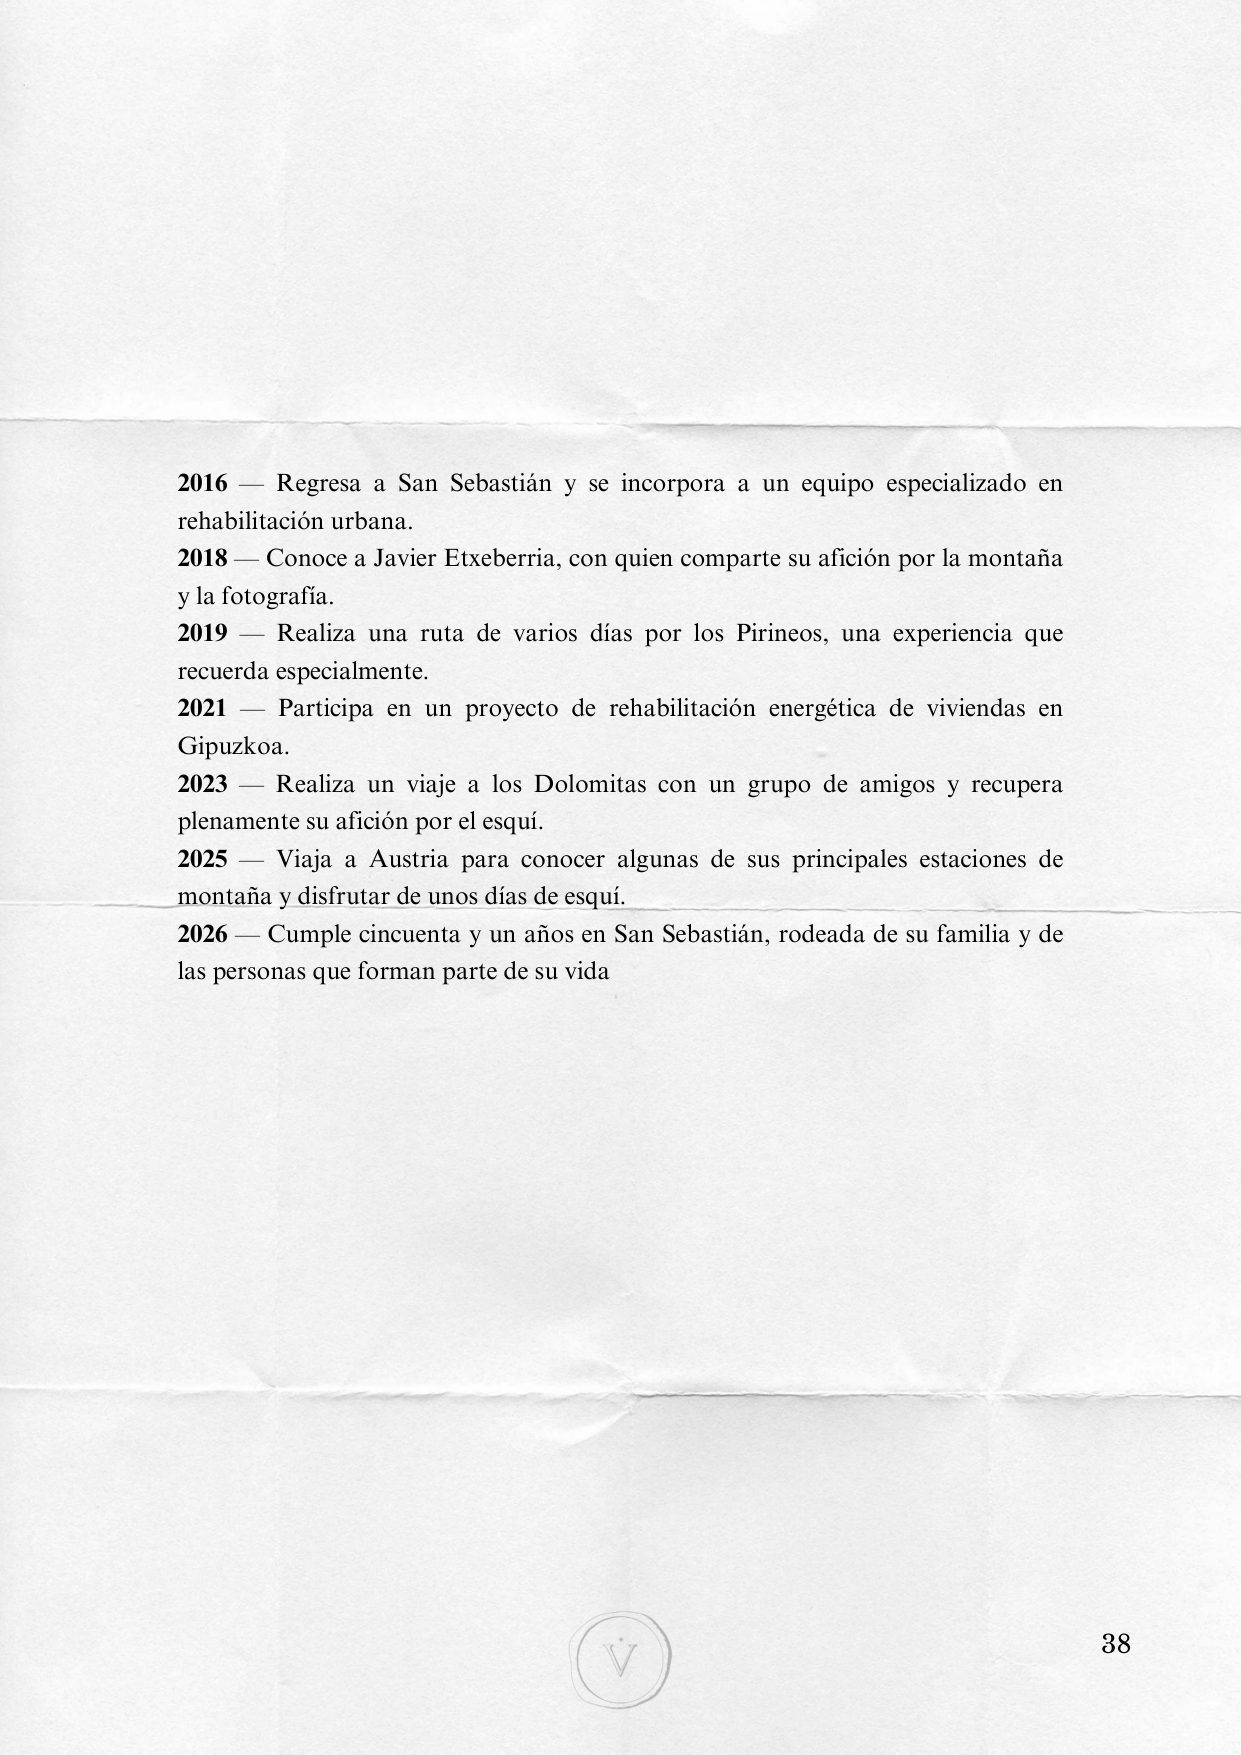 2016 — Regresa a San Sebastián y se incorpora a un equipo especializado en
rehabilitación urbana.
2018 — Conoce a Javier Etxeberria, con quien comparte su afición por la montaña
y la fotografía.
2019 — Realiza una ruta de varios días por los Pirineos, una experiencia que
recuerda especialmente.
2021 — Participa en un proyecto de rehabilitación energética de viviendas en
Gipuzkoa.
2023 — Realiza un viaje a los Dolomitas con un grupo de amigos y recupera
plenamente su afición por el esquí.
2025 — Viaja a Austria para conocer algunas de sus principales estaciones de
montaña y disfrutar de unos días de esquí.
2026 — Cumple cincuenta y un años en San Sebastián, rodeada de su familia y de
las personas que forman parte de su vida
V
38